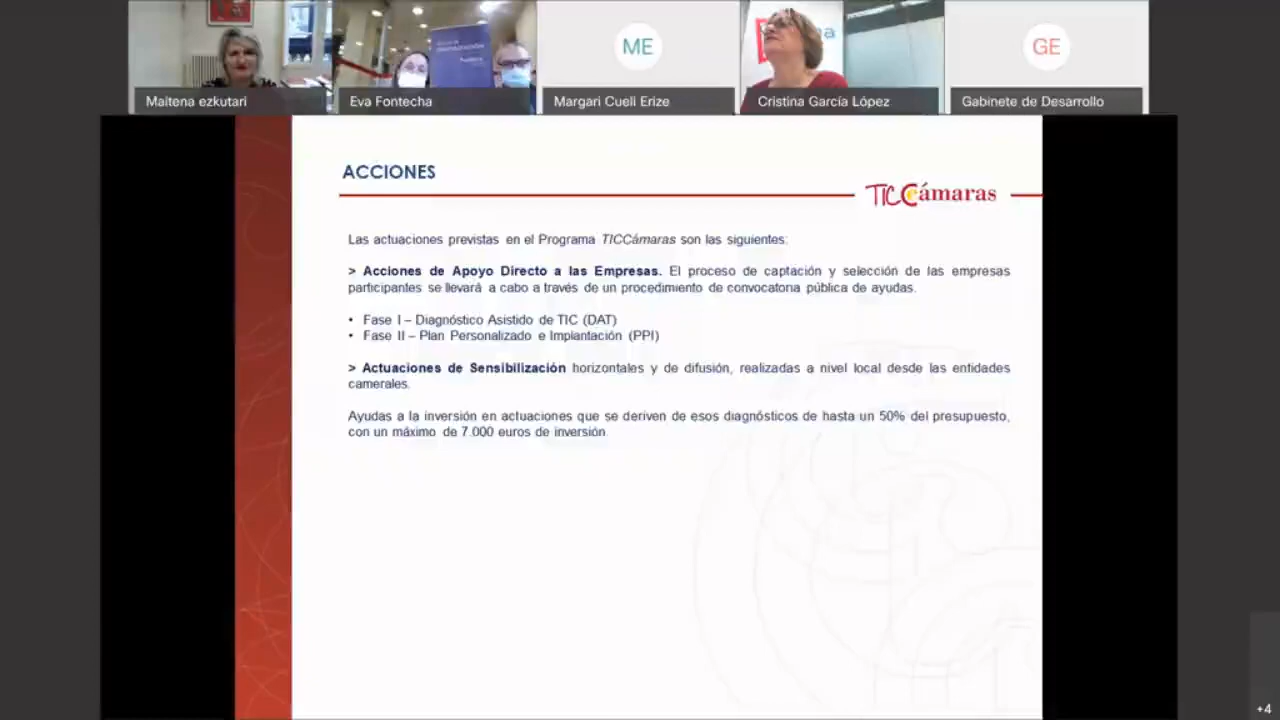 ME
GE
Maitena ezkutari
Eva Fontecha
Margari Cueli Erize
Cristina García López
Gabinete de Desarrollo
ACCIONES
TICCámaras
Las actuaciones previstas en el Programa TICCámaras son las siguientes:
> Acciones de Apoyo Directo a las Empresas. El proceso de captación y selección de las empresas
participantes se llevará a cabo a través de un procedimiento de convocatoria pública de ayudas.
• Fase I – Diagnóstico Asistido de TIC (DAT)
• Fase II – Plan Personalizado e Implantación (PPI)
> Actuaciones de Sensibilización horizontales y de difusión, realizadas a nivel local desde las entidades
camerales.
Ayudas a la inversión en actuaciones que se deriven de esos diagnósticos de hasta un 50% del presupuesto,
con un máximo de 7.000 euros de inversión.
+4